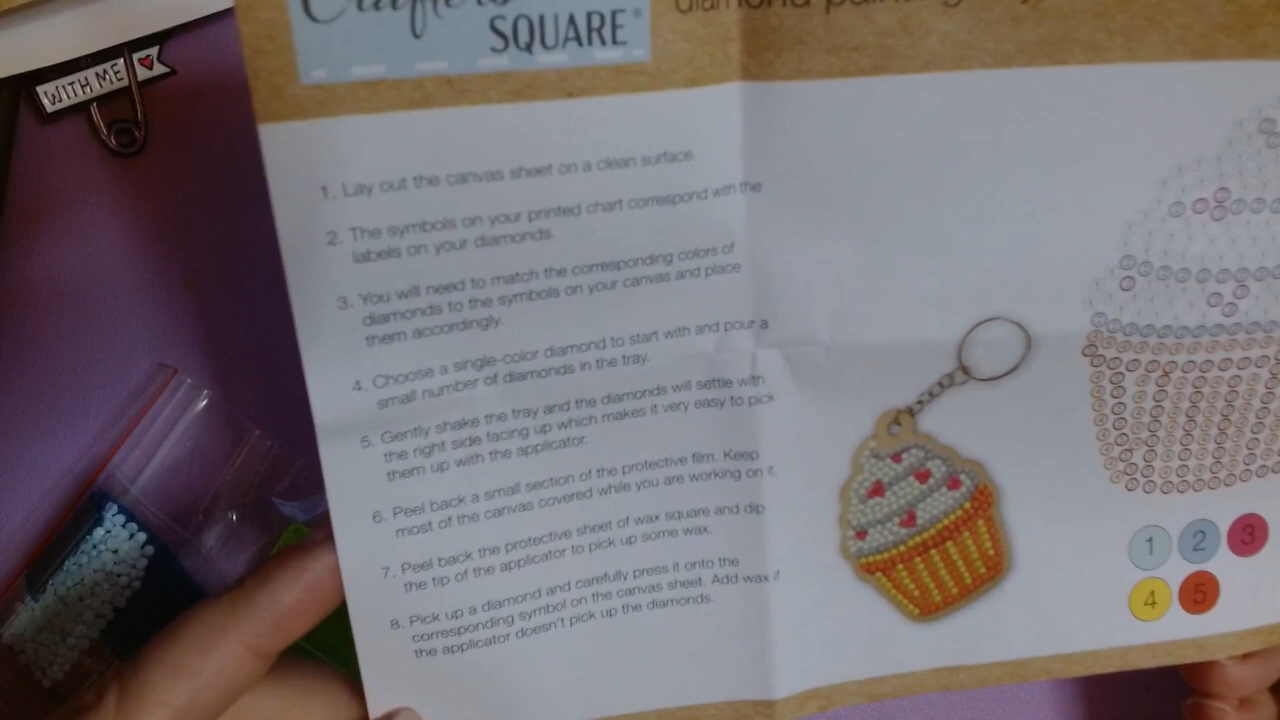 Crafters
SQUARE®
diamond painting
WITH ME
1. Lay out the canvas sheet on a clean surface.
2. The symbols on your printed chart correspond with the
labels on your diamonds.
3. You will need to match the corresponding colors of
diamonds to the symbols on your canvas and place
them accordingly.
4. Choose a single-color diamond to start with and pour a
small number of diamonds in the tray.
5. Gently shake the tray and the diamonds will settle with
the right side facing up which makes it very easy to pick
them up with the applicator.
6. Peel back a small section of the protective film. Keep
most of the canvas covered while you are working on it.
7. Peel back the protective sheet of wax square and dip
the tip of the applicator to pick up some wax.
8. Pick up a diamond and carefully press it onto the
corresponding symbol on the canvas sheet. Add wax if
the applicator doesn't pick up the diamonds.
1 2 3
4 5